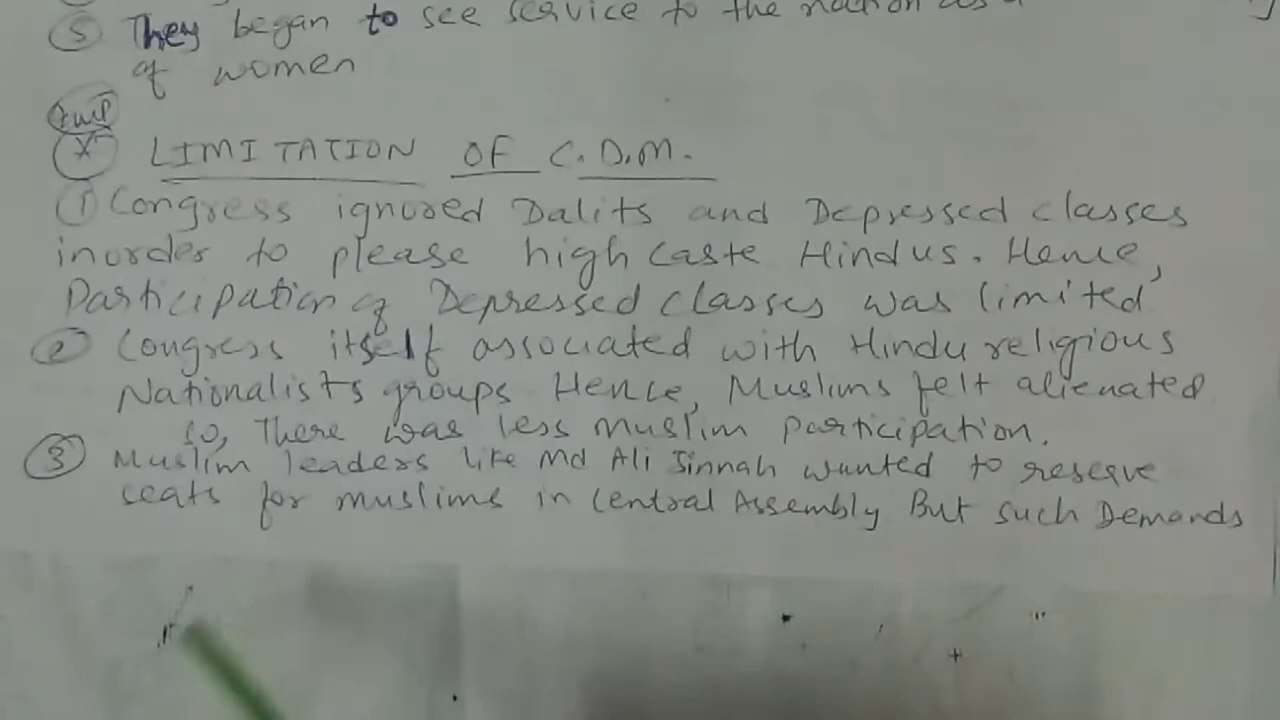 ⑤ They began to see service to the nation as a
of women
Imp
* LIMITATION OF C.D.M.
① Congress ignored Dalits and Depressed classes
inorder to please high caste Hindus. Hence,
Participation of Depressed classes was limited
② Congress itself associated with Hindu religious
Nationalists groups Hence, Muslims felt alienated
so, There was less Muslim participation.
③ Muslim leaders like Md Ali Jinnah wanted to reserve
seats for muslims in Central Assembly But such Demands